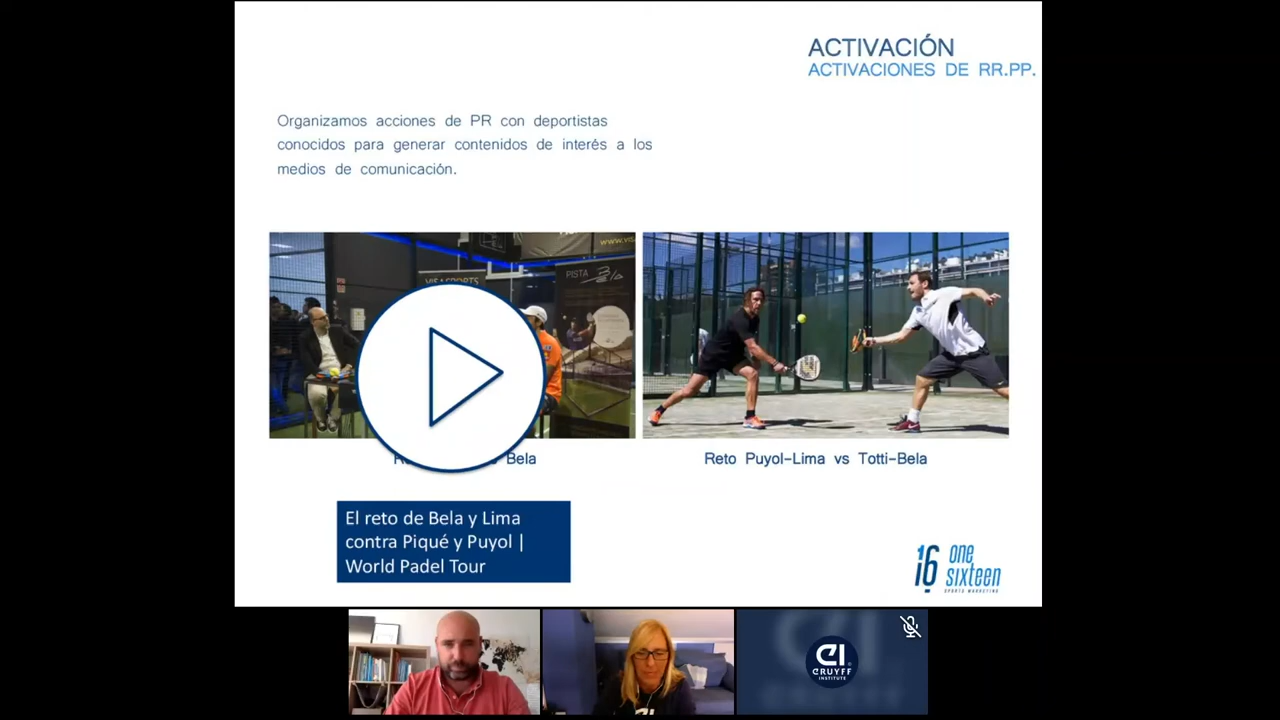 ACTIVACIÓN
ACTIVACIONES DE RR.PP.
Organizamos acciones de PR con deportistas
conocidos para generar contenidos de interés a los
medios de comunicación.
PISTA
Bela
Reto Puyol-Lima vs Totti-Bela
El reto de Bela y Lima
contra Piqué y Puyol |
World Padel Tour
16 one
sixteen
SPORTS MARKETING
CRUYFF
INSTITUTE